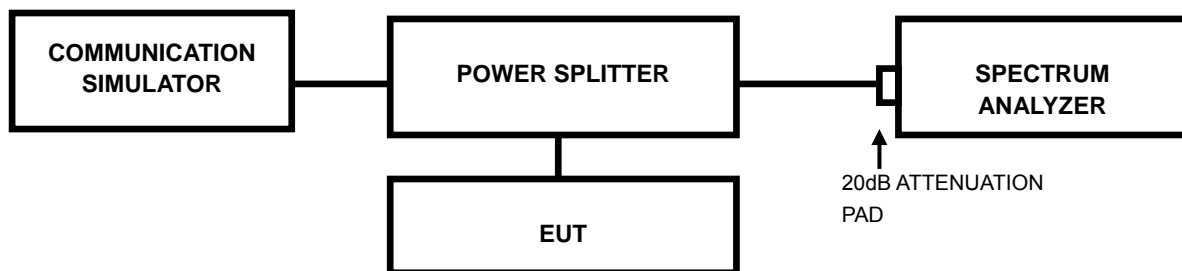 COMMUNICATION
SIMULATOR
POWER SPLITTER
SPECTRUM
ANALYZER
20dB ATTENUATION
PAD
EUT